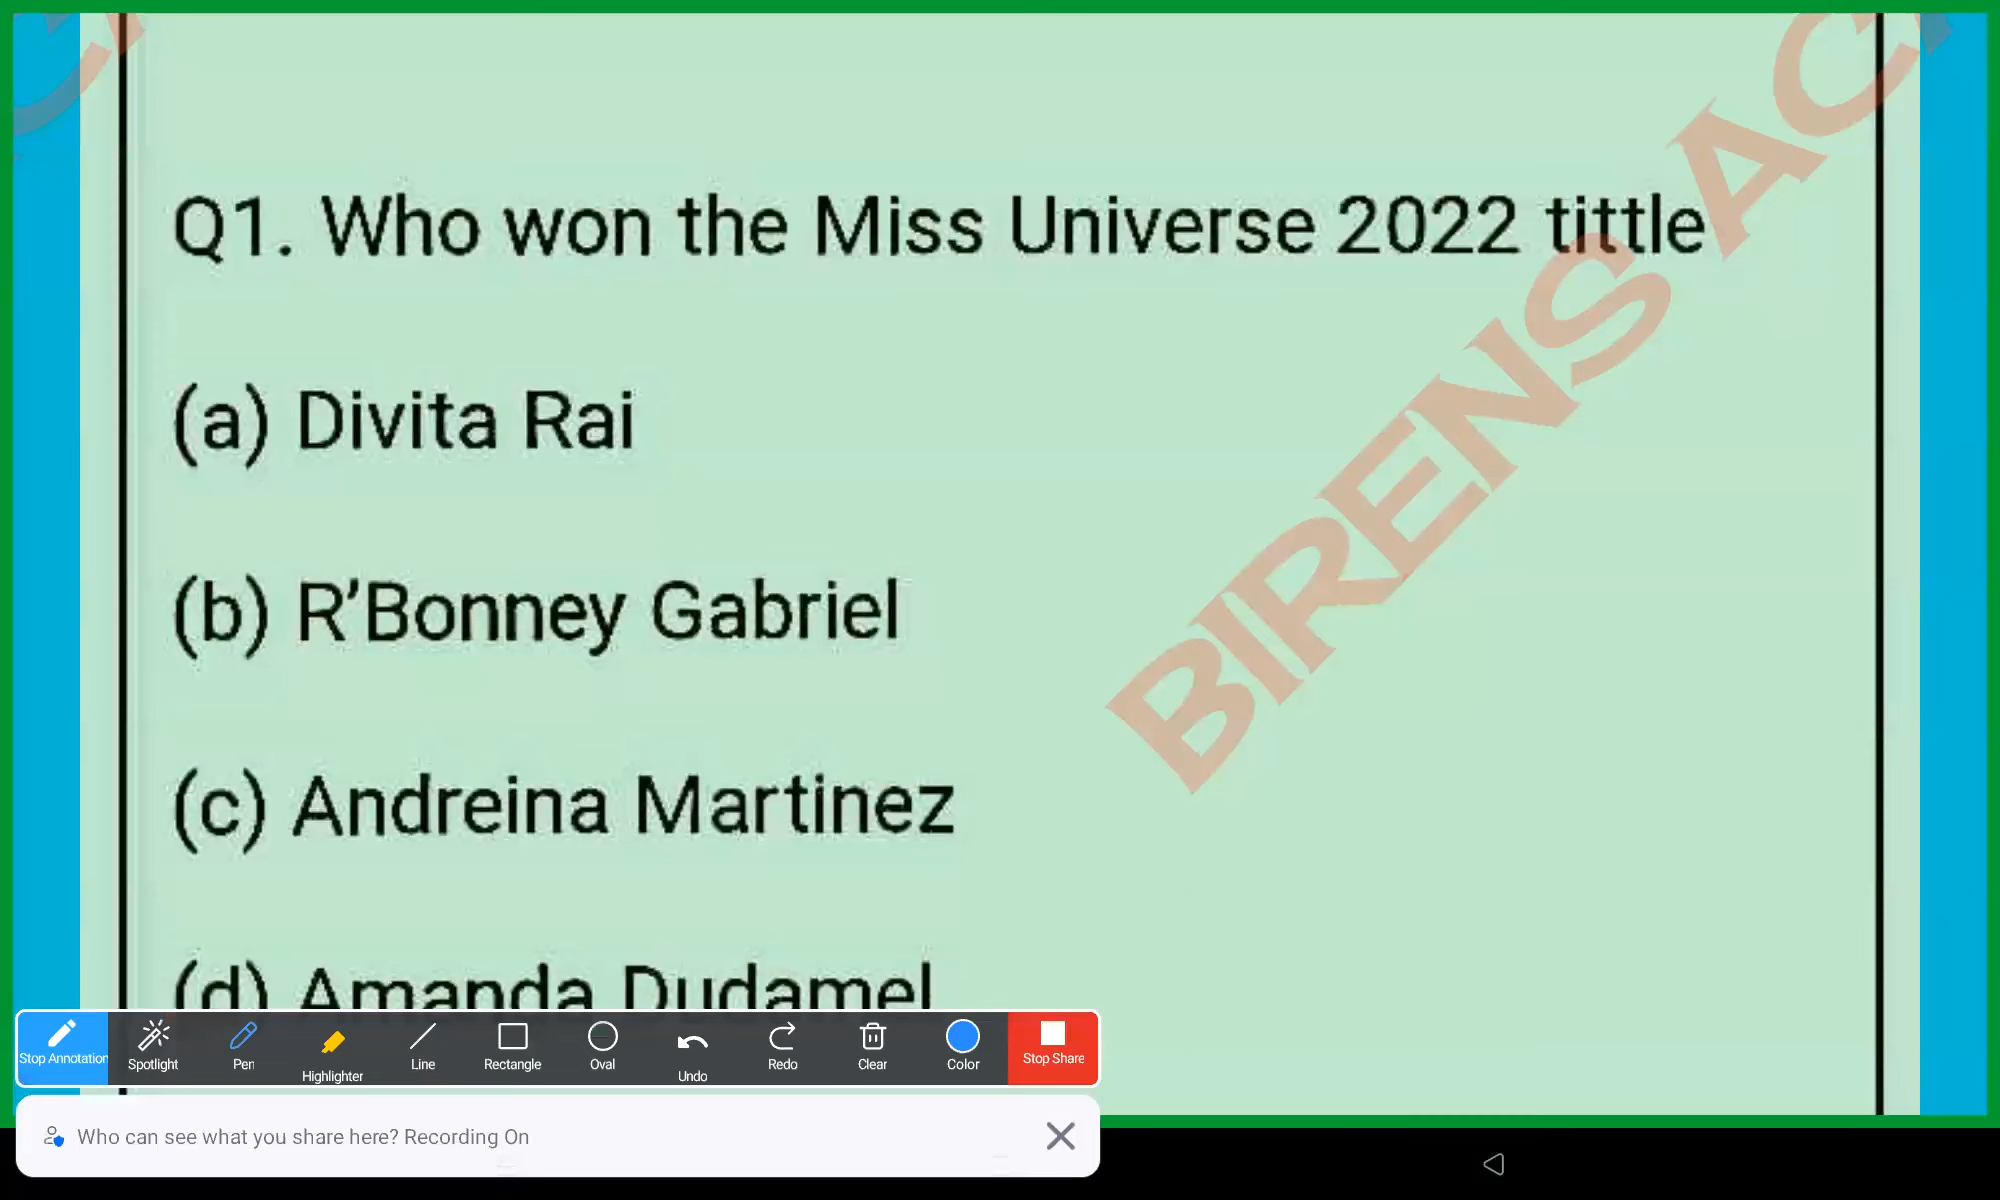 Q1. Who won the Miss Universe 2022 tittle
(a) Divita Rai
(b) R'Bonney Gabriel
(c) Andreina Martinez
(d) Amanda Dudamel
BIRENS AC
Stop Annotation
Spotlight
Pen
Highlighter
Line
Rectangle
Oval
Undo
Redo
Clear
Color
Stop Share
Who can see what you share here? Recording On